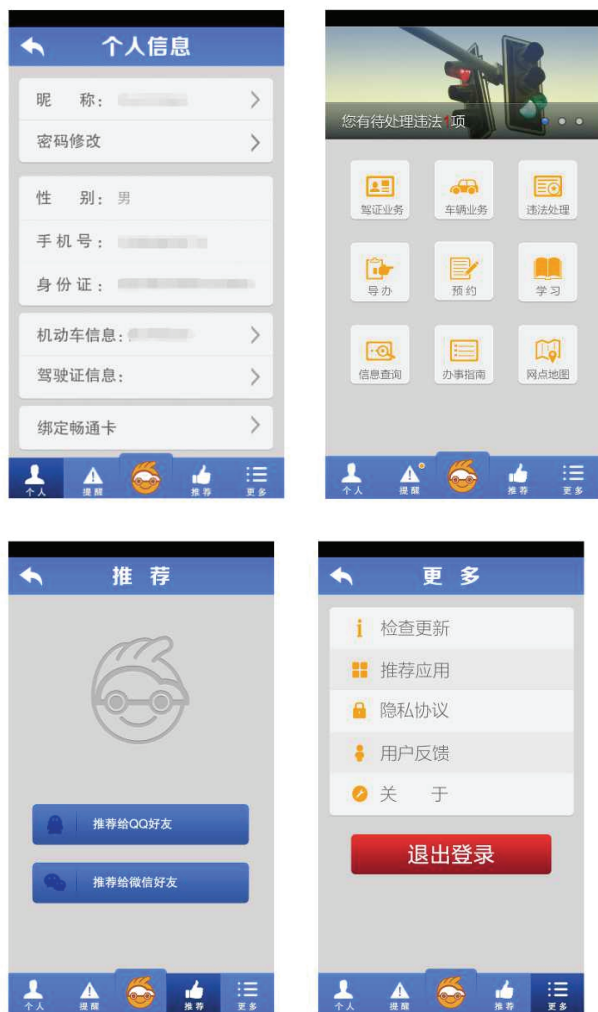 个人信息
昵 称：
密码修改
性 别：男
手机号：
身份证：
机动车信息：
驾驶证信息：
绑定畅通卡
个人 提醒 推荐 更多
您有待处理违法1项
驾证业务 车辆业务 违法处理
导办 预约 学习
信息查询 办事指南 网点地图
个人 提醒 推荐 更多
推 荐
推荐给QQ好友
推荐给微信好友
个人 提醒 推荐 更多
更 多
检查更新
推荐应用
隐私协议
用户反馈
关 于
退出登录
个人 提醒 推荐 更多